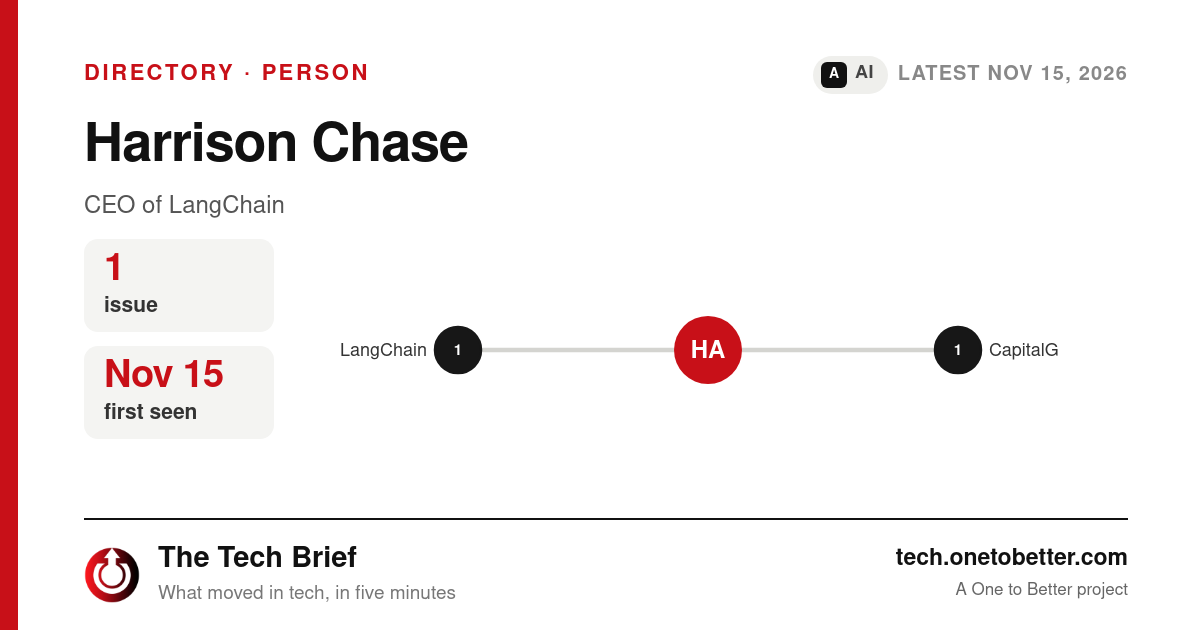 DIRECTORY · PERSON
A AI LATEST NOV 15, 2026
Harrison Chase
CEO of LangChain
1
issue
Nov 15
first seen
LangChain 1 HA 1 CapitalG
The Tech Brief
What moved in tech, in five minutes
tech.onetobetter.com
A One to Better project